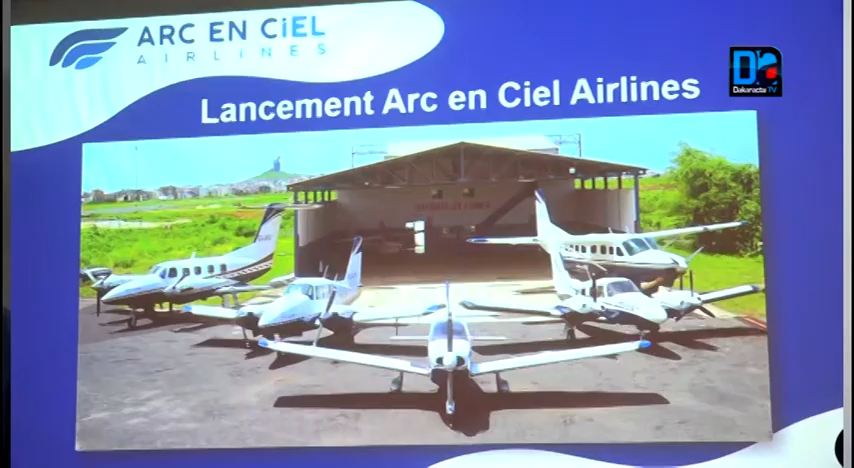 ARC EN CiEL
AIRLINES
Dakaractu TV
Lancement Arc en Ciel Airlines